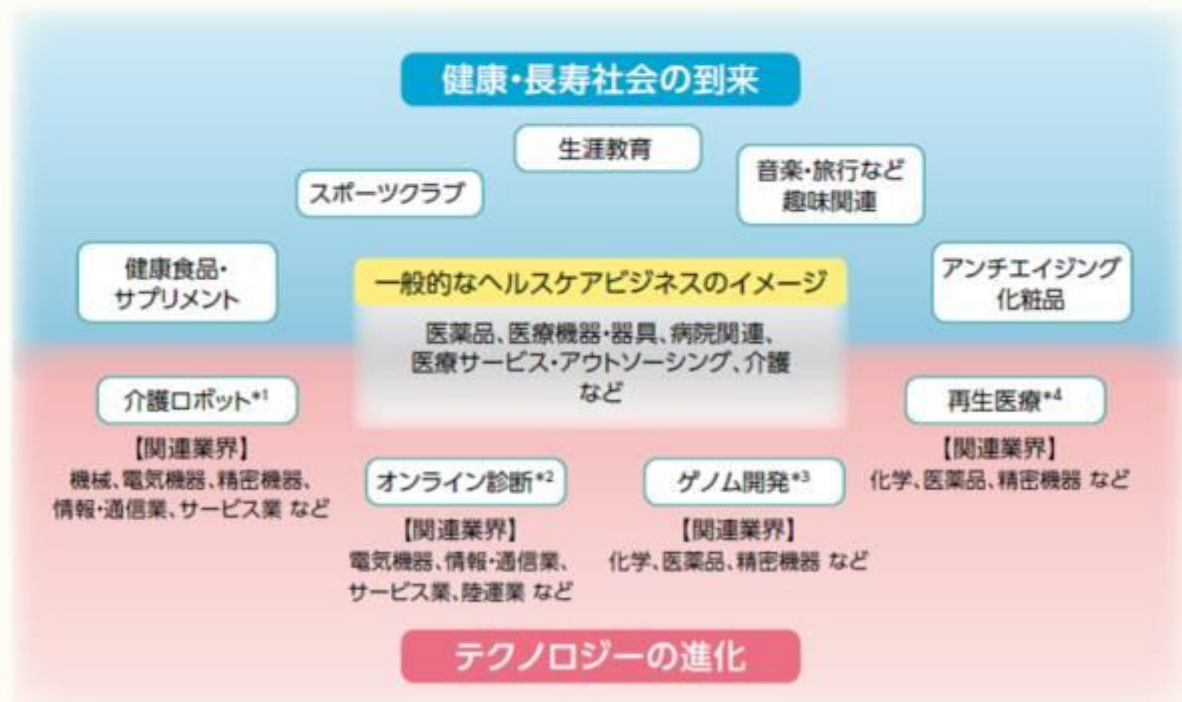 健康・長寿社会の到来
生涯教育
音楽・旅行など
趣味関連
スポーツクラブ
健康食品・
サプリメント
一般的なヘルスケアビジネスのイメージ
アンチエイジング
化粧品
医薬品、医療機器・器具、病院関連、
医療サービス・アウトソーシング、介護
など
介護ロボット*1
【関連業界】
機械、電気機器、精密機器、
情報・通信業、サービス業 など
オンライン診断*2
【関連業界】
電気機器、情報・通信業、
サービス業、陸運業 など
ゲノム開発*3
【関連業界】
化学、医薬品、精密機器 など
再生医療*4
【関連業界】
化学、医薬品、精密機器 など
テクノロジーの進化